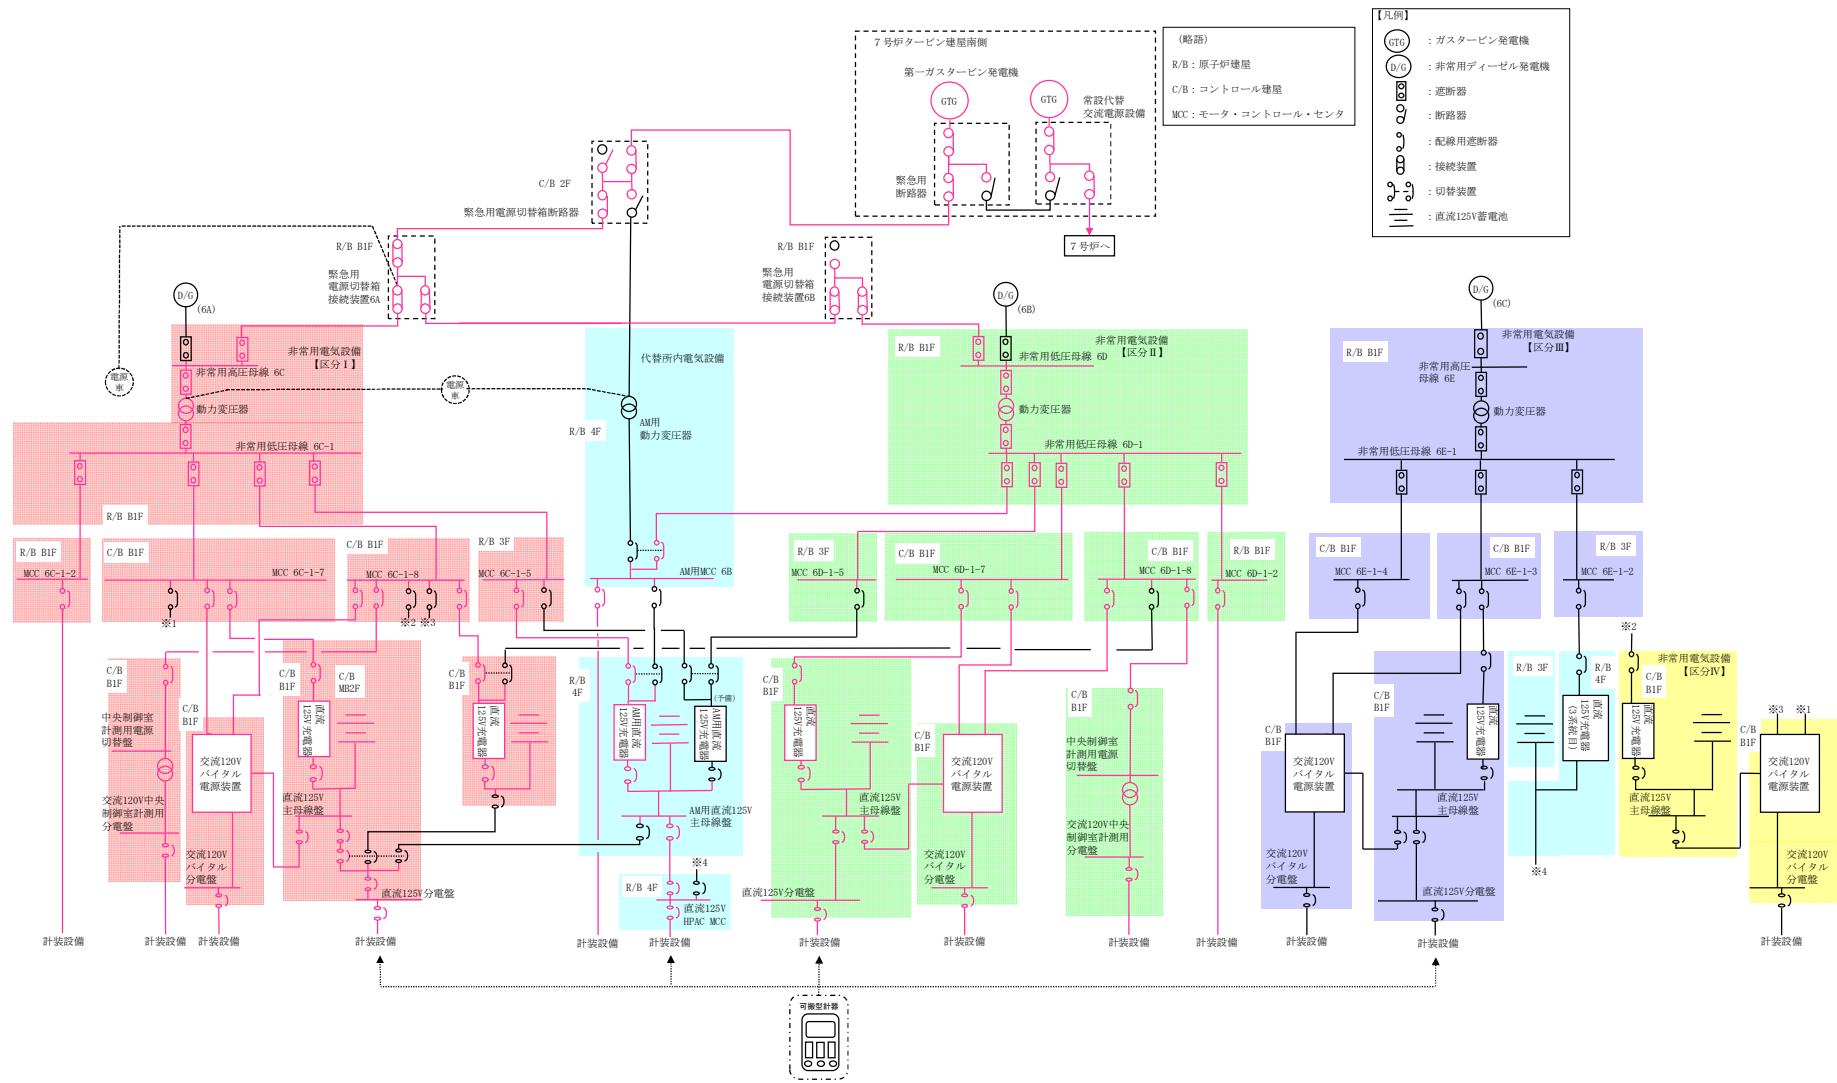 ７号炉タービン建屋南側
第一ガスタービン発電機
GTG
GTG
常設代替
交流電源設備
緊急用
断路器
７号炉へ
(略語)
R/B：原子炉建屋
C/B：コントロール建屋
MCC：モータ・コントロール・センタ
【凡例】
GTG
：ガスタービン発電機
D/G
：非常用ディーゼル発電機
：遮断器
：断路器
：配線用遮断器
：接続装置
：切替装置
：直流125V蓄電池
C/B 2F
緊急用電源切替箱断路器
R/B B1F
緊急用
電源切替箱
接続装置6A
R/B B1F
緊急用
電源切替箱
接続装置6B
D/G
(6A)
D/G
(6B)
D/G
(6C)
電源
車
電源
車
非常用電気設備
【区分Ⅰ】
非常用高圧母線 6C
動力変圧器
非常用低圧母線 6C-1
R/B B1F
代替所内電気設備
R/B 4F
AM用
動力変圧器
R/B B1F
非常用電気設備
【区分Ⅱ】
非常用低圧母線 6D
動力変圧器
非常用低圧母線 6D-1
R/B B1F
非常用電気設備
【区分Ⅲ】
非常用高圧
母線 6E
動力変圧器
非常用低圧母線 6E-1
R/B B1F
MCC 6C-1-2
C/B B1F
MCC 6C-1-7
※1
C/B B1F
MCC 6C-1-8
※2 ※3
R/B 3F
MCC 6C-1-5
AM用MCC 6B
R/B 3F
MCC 6D-1-5
C/B B1F
MCC 6D-1-7
C/B B1F
MCC 6D-1-8
R/B B1F
MCC 6D-1-2
C/B B1F
MCC 6E-1-4
C/B B1F
MCC 6E-1-3
R/B 3F
MCC 6E-1-2
C/B
B1F
中央制御室
計測用電源
切替盤
交流120V中央
制御室計測用
分電盤
C/B
B1F
交流120V
バイタル
電源装置
交流120V
バイタル
分電盤
C/B
B1F
C/B
MB2F
直流
125V充電器
直流125V
主母線盤
直流125V分電盤
C/B
B1F
直流
125V充電器
R/B
4F
AM用直流
125V充電器
(予備)
AM用直流
125V充電器
AM用直流125V
主母線盤
※4
R/B 4F
直流125V
HPAC MCC
C/B
B1F
直流
125V充電器
直流125V
主母線盤
直流125V分電盤
C/B
B1F
交流120V
バイタル
電源装置
交流120V
バイタル
分電盤
C/B
B1F
中央制御室
計測用電源
切替盤
交流120V中央
制御室計測用
分電盤
C/B
B1F
交流120V
バイタル
電源装置
交流120V
バイタル
分電盤
C/B
B1F
直流
125V充電器
直流125V
主母線盤
直流125V分電盤
R/B 3F
※4
R/B
4F
直流
125V充電器
(3系統目)
※2
非常用電気設備
【区分Ⅳ】
C/B
B1F
直流
125V充電器
直流125V
主母線盤
※3 ※1
C/B
B1F
交流120V
バイタル
電源装置
交流120V
バイタル
分電盤
計装設備
計装設備
計装設備
計装設備
計装設備
計装設備
計装設備
計装設備
計装設備
計装設備
計装設備
計装設備
計装設備
可搬型計器